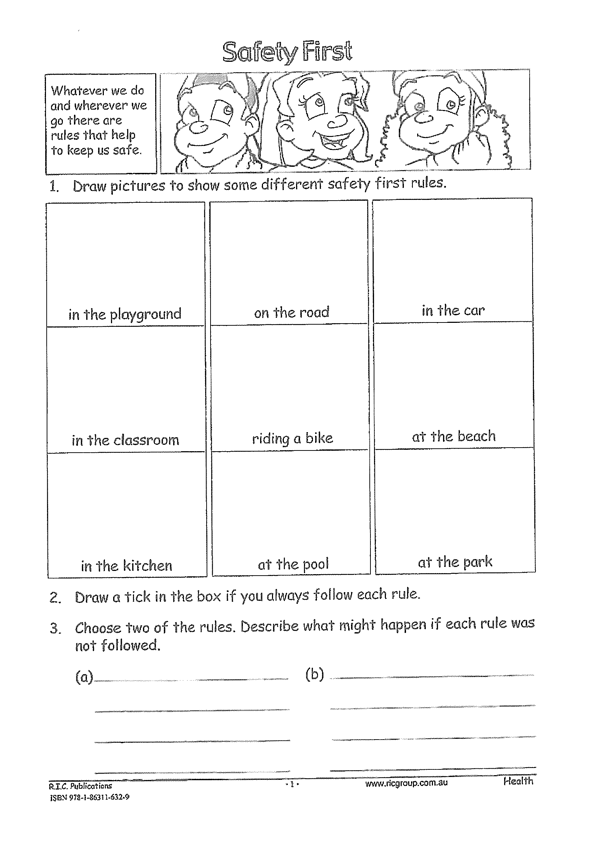 Safety First
Whatever we do
and wherever we
go there are
rules that help
to keep us safe.
1. Draw pictures to show some different safety first rules.
in the playground
on the road
in the car
in the classroom
riding a bike
at the beach
in the kitchen
at the pool
at the park
2. Draw a tick in the box if you always follow each rule.
3. Choose two of the rules. Describe what might happen if each rule was
not followed.
(a)
(b)
R.I.C. Publications
ISBN 978-1-86311-632-9
· 1 ·
www.ricgroup.com.au
Health